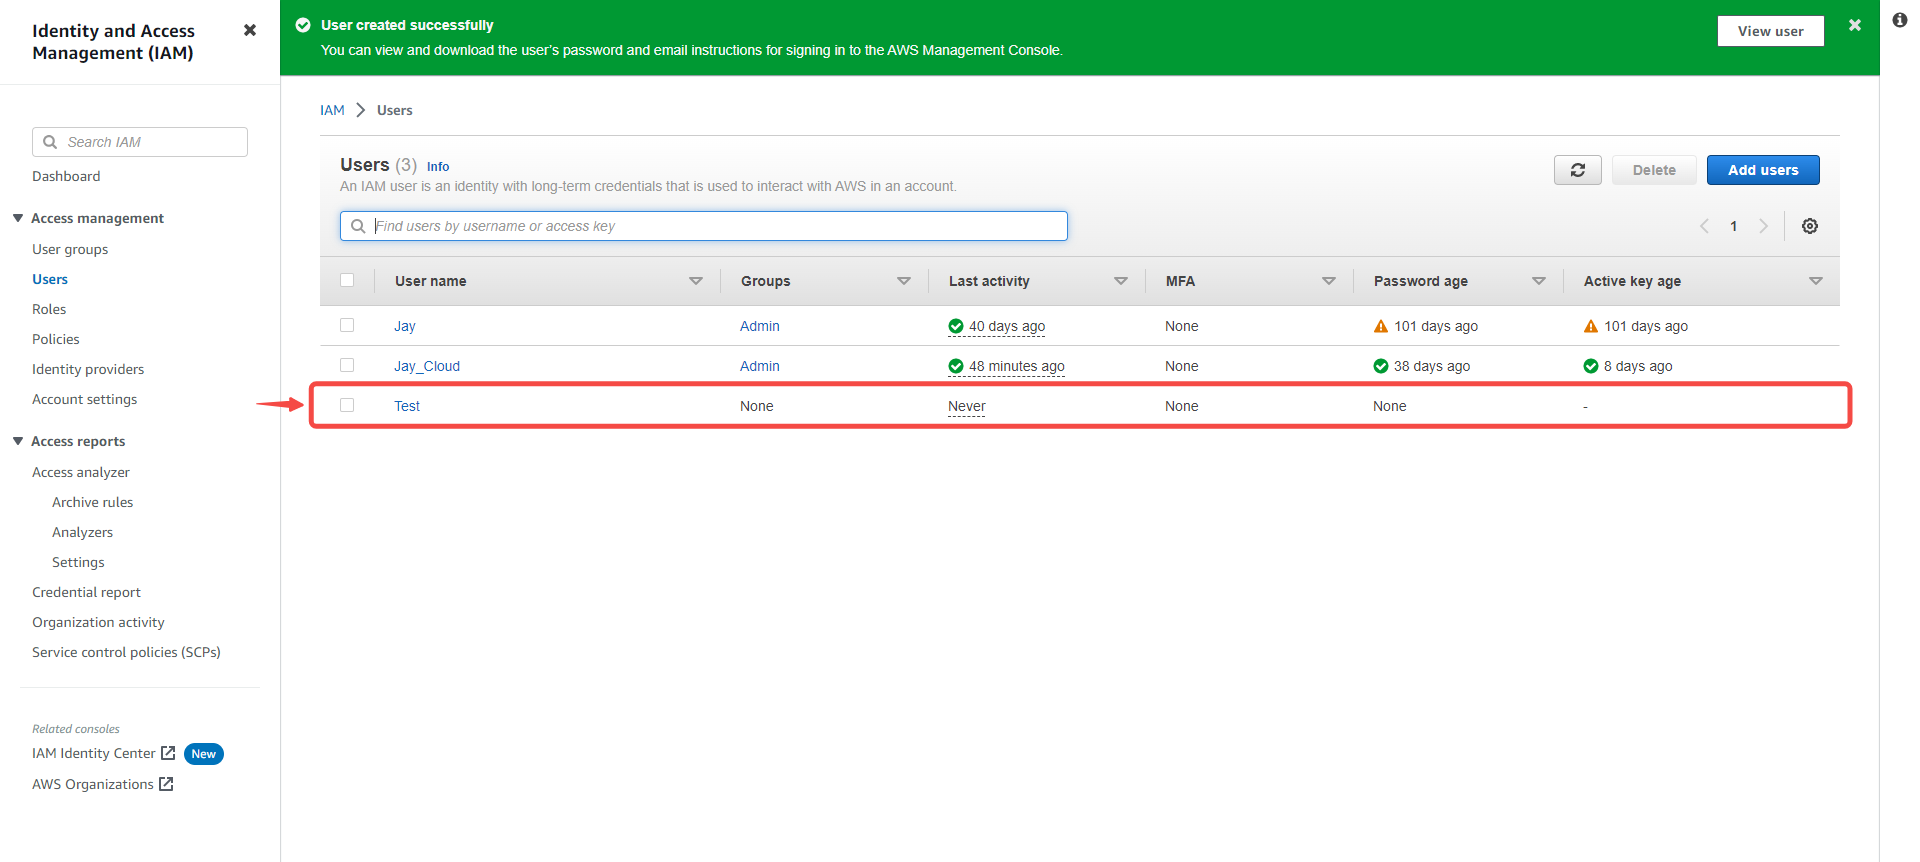 Identity and Access
Management (IAM)
Search IAM
Dashboard
Access management
User groups
Users
Roles
Policies
Identity providers
Account settings
Access reports
Access analyzer
Archive rules
Analyzers
Settings
Credential report
Organization activity
Service control policies (SCPs)
Related consoles
IAM Identity Center New
AWS Organizations
User created successfully
You can view and download the user's password and email instructions for signing in to the AWS Management Console.
View user
IAM Users
Users (3) Info
An IAM user is an identity with long-term credentials that is used to interact with AWS in an account.
Delete
Add users
Find users by username or access key
1
User name Groups Last activity MFA Password age Active key age
Jay Admin 40 days ago None 101 days ago 101 days ago
Jay_Cloud Admin 48 minutes ago None 38 days ago 8 days ago
Test None Never None None -